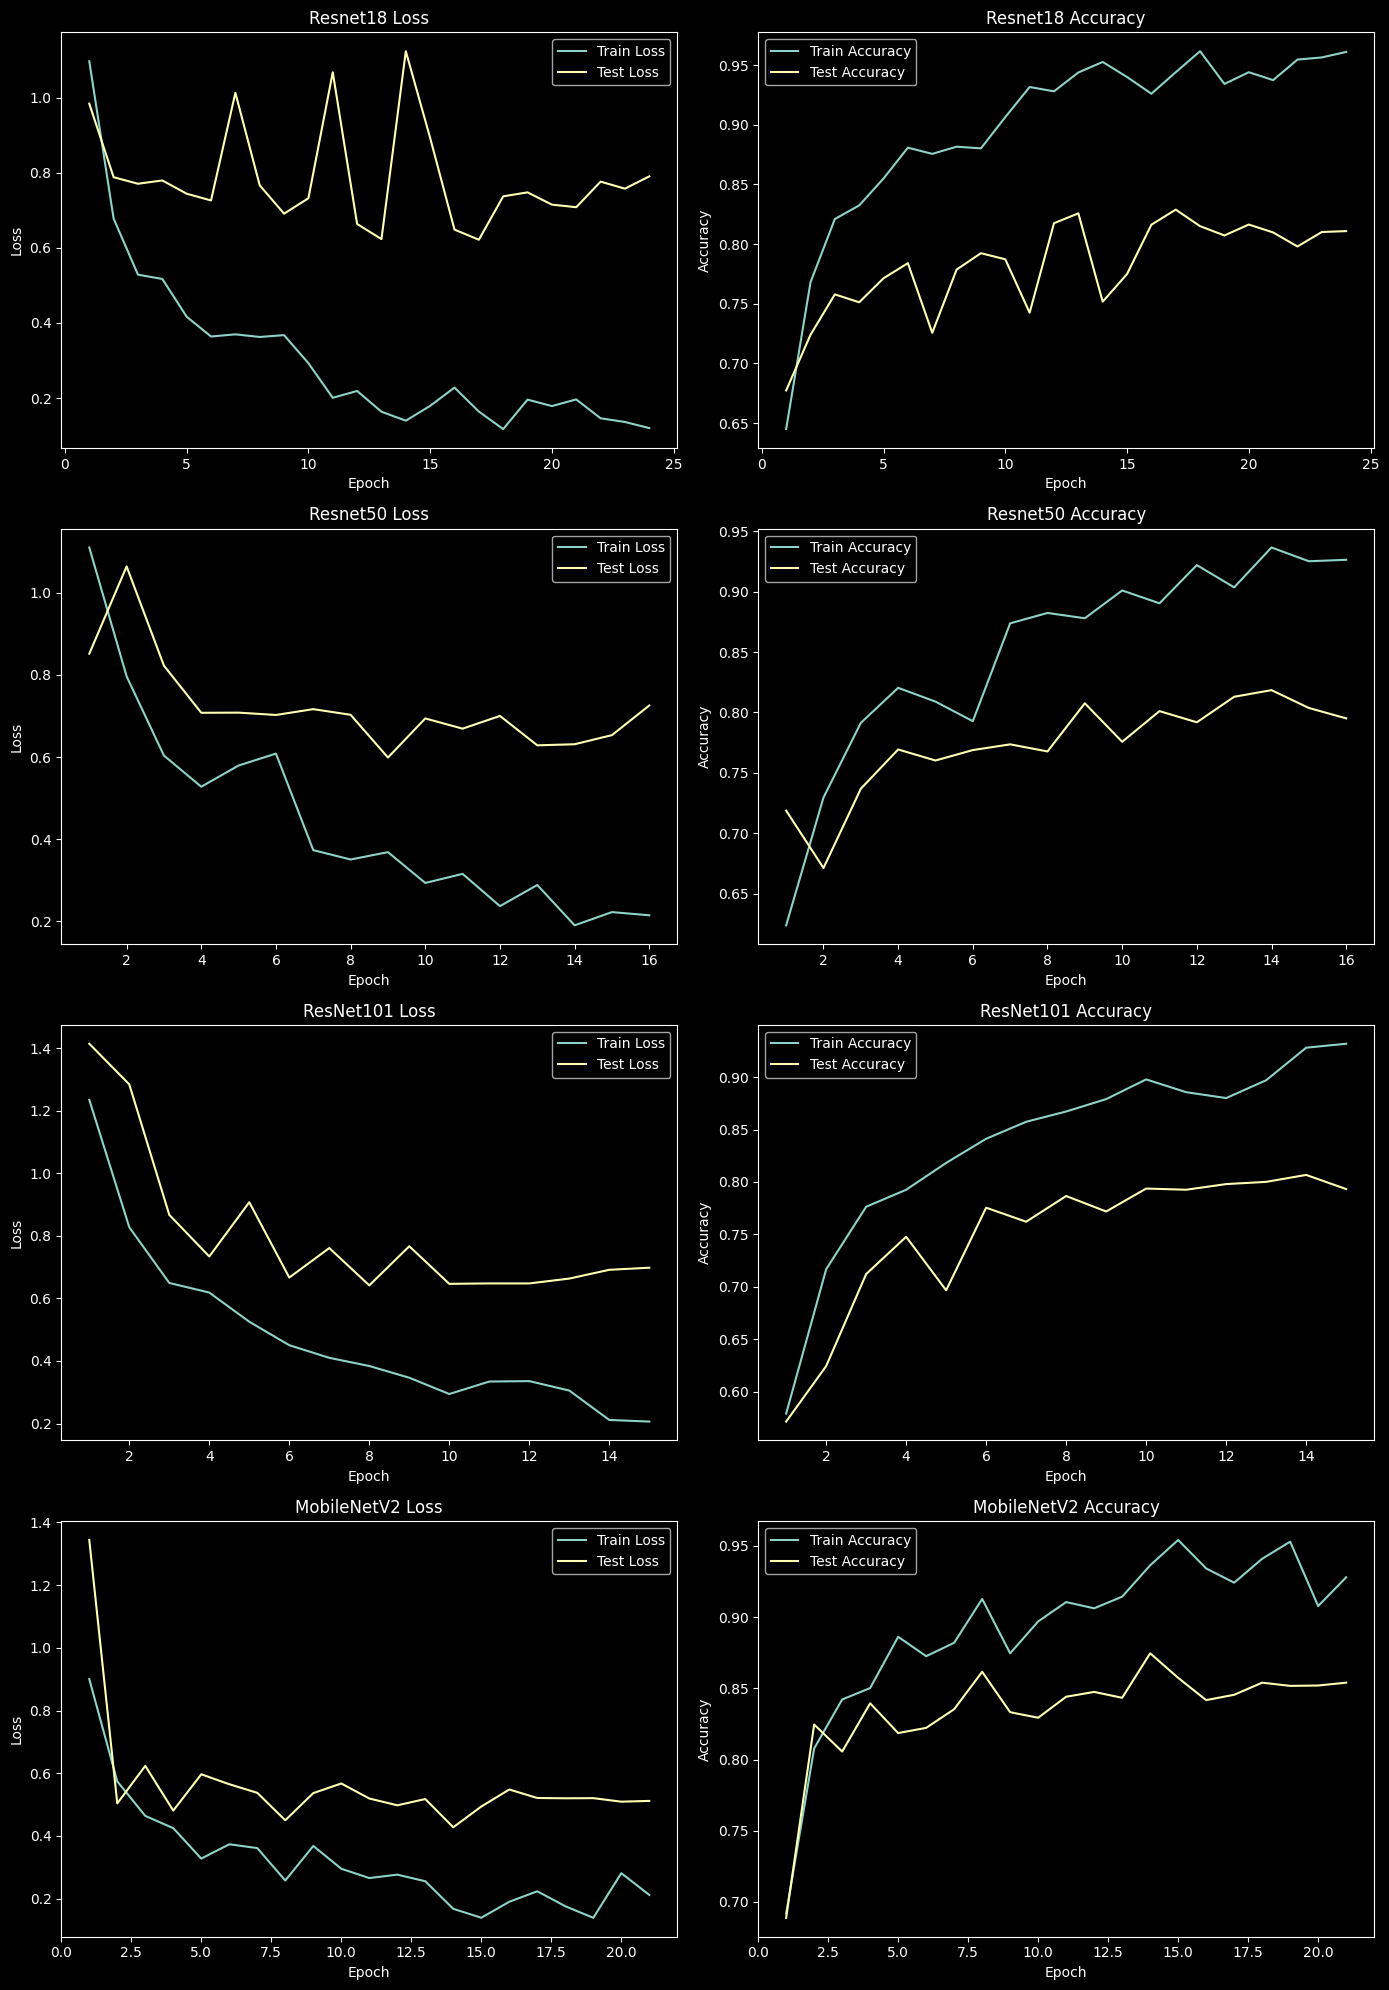 Resnet18 Loss
Train Loss
Test Loss
1.0
0.8
0.6
0.4
0.2
Loss
0 5 10 15 20 25
Epoch
Resnet18 Accuracy
Train Accuracy
Test Accuracy
0.95
0.90
0.85
0.80
0.75
0.70
0.65
Accuracy
0 5 10 15 20 25
Epoch
Resnet50 Loss
Train Loss
Test Loss
1.0
0.8
0.6
0.4
0.2
Loss
2 4 6 8 10 12 14 16
Epoch
Resnet50 Accuracy
Train Accuracy
Test Accuracy
0.95
0.90
0.85
0.80
0.75
0.70
0.65
Accuracy
2 4 6 8 10 12 14 16
Epoch
ResNet101 Loss
Train Loss
Test Loss
1.4
1.2
1.0
0.8
0.6
0.4
0.2
Loss
2 4 6 8 10 12 14
Epoch
ResNet101 Accuracy
Train Accuracy
Test Accuracy
0.90
0.85
0.80
0.75
0.70
0.65
0.60
Accuracy
2 4 6 8 10 12 14
Epoch
MobileNetV2 Loss
Train Loss
Test Loss
1.4
1.2
1.0
0.8
0.6
0.4
0.2
Loss
0.0 2.5 5.0 7.5 10.0 12.5 15.0 17.5 20.0
Epoch
MobileNetV2 Accuracy
Train Accuracy
Test Accuracy
0.95
0.90
0.85
0.80
0.75
0.70
Accuracy
0.0 2.5 5.0 7.5 10.0 12.5 15.0 17.5 20.0
Epoch